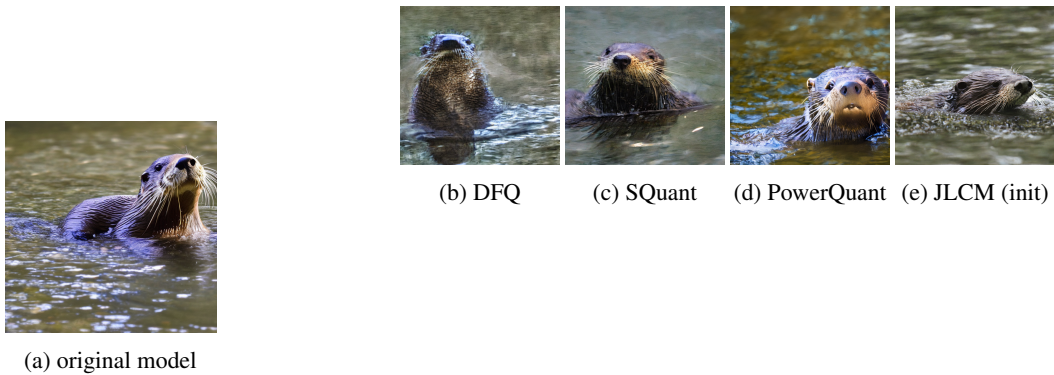 (b) DFQ
(c) SQuant
(d) PowerQuant
(e) JLCM (init)
(a) original model